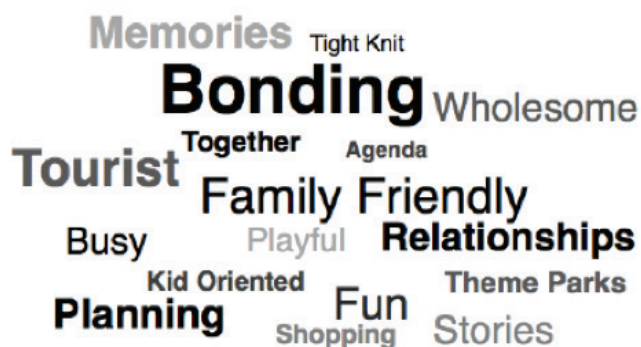 Memories Tight Knit
Bonding Wholesome
Together Agenda
Tourist
Family Friendly
Busy Playful Relationships
Kid Oriented Theme Parks
Planning Fun
Shopping Stories